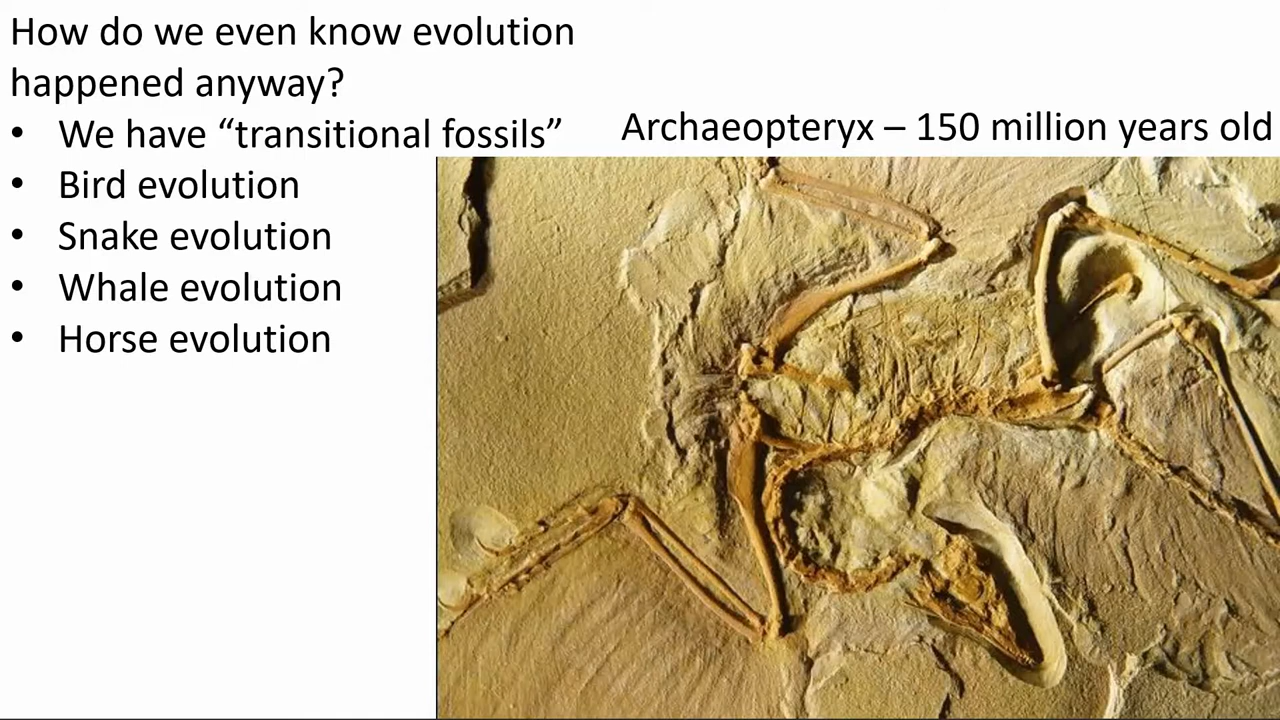 How do we even know evolution
happened anyway?
• We have “transitional fossils”
Archaeopteryx – 150 million years old
• Bird evolution
• Snake evolution
• Whale evolution
• Horse evolution